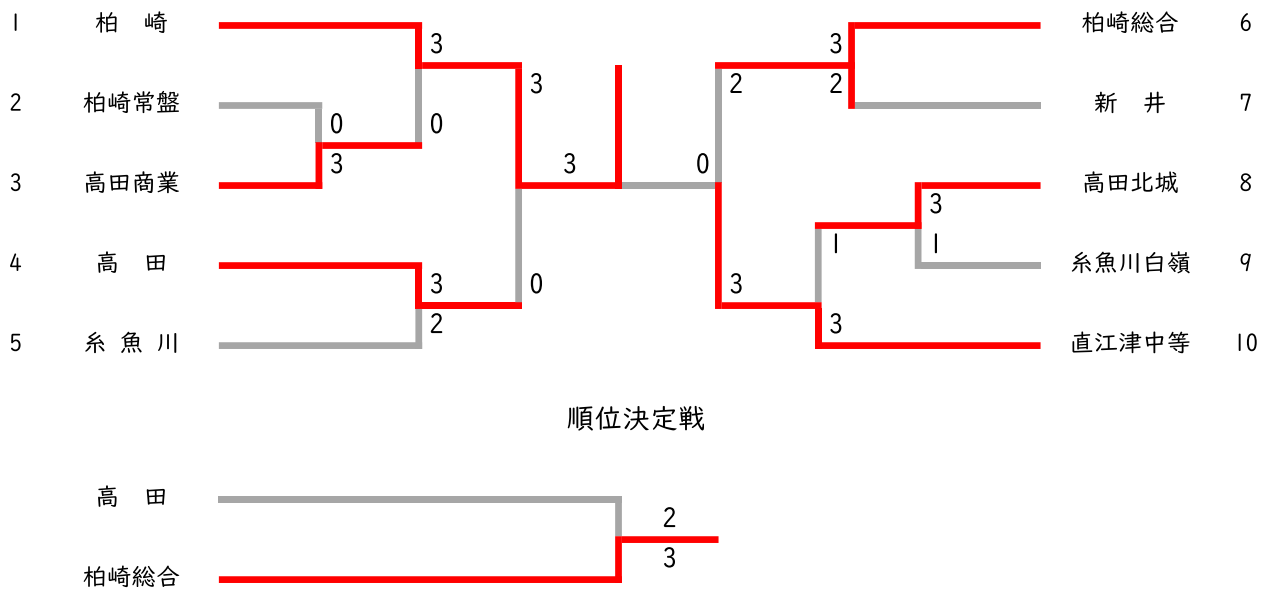 1 柏 崎 3 3 柏崎総合 6
3 2 2
2 柏崎常盤 0 0 新 井 7
3 3 0
3 高田商業 高田北城 8
3
1 1
4 高 田 糸魚川白嶺 9
3 0 3
2 3
5 糸 魚 川 直江津中等 10
順位決定戦
高 田
2
3
柏崎総合